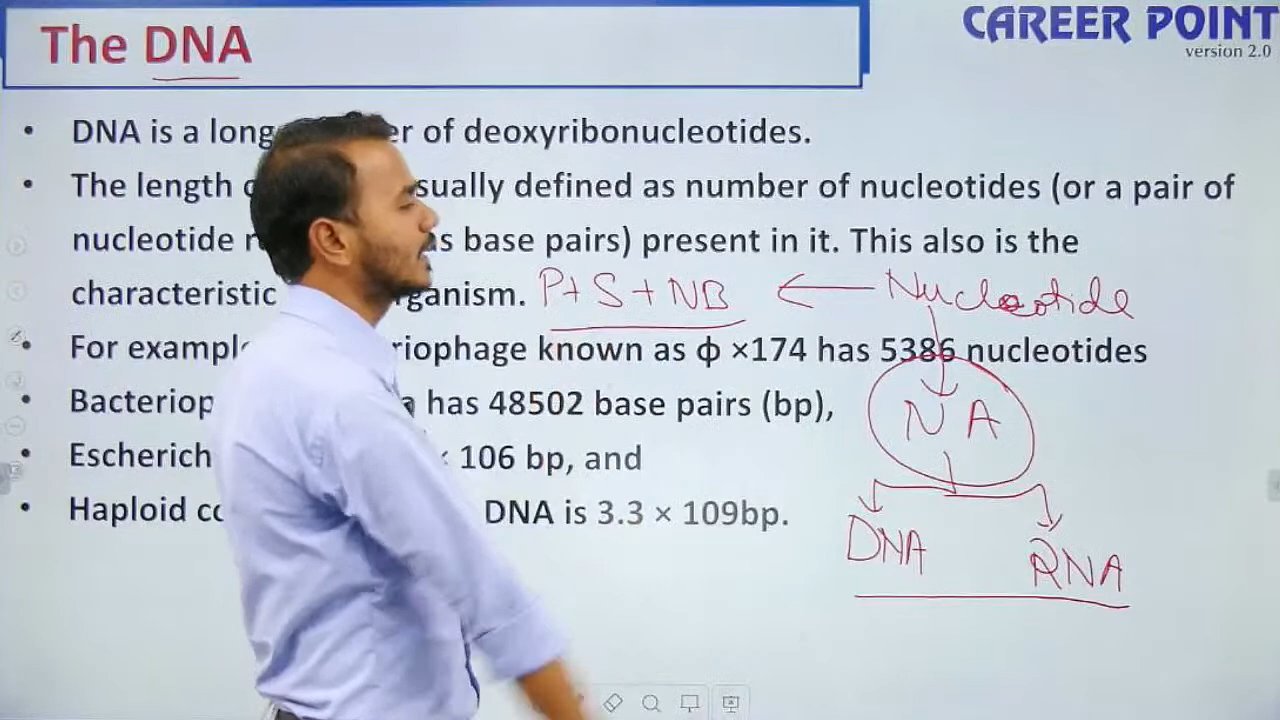 The DNA
CAREER POINT
version 2.0
• DNA is a long er of deoxyribonucleotides.
• The length sually defined as number of nucleotides (or a pair of
nucleotide as base pairs) present in it. This also is the
characteristic rganism. P+S+NB ← Nucleotide
• For example riophage known as ϕ ×174 has 5386 nucleotides
• Bacteriop a has 48502 base pairs (bp),
NA
• Escherich × 106 bp, and
• Haploid co DNA is 3.3 × 109bp.
DNA RNA